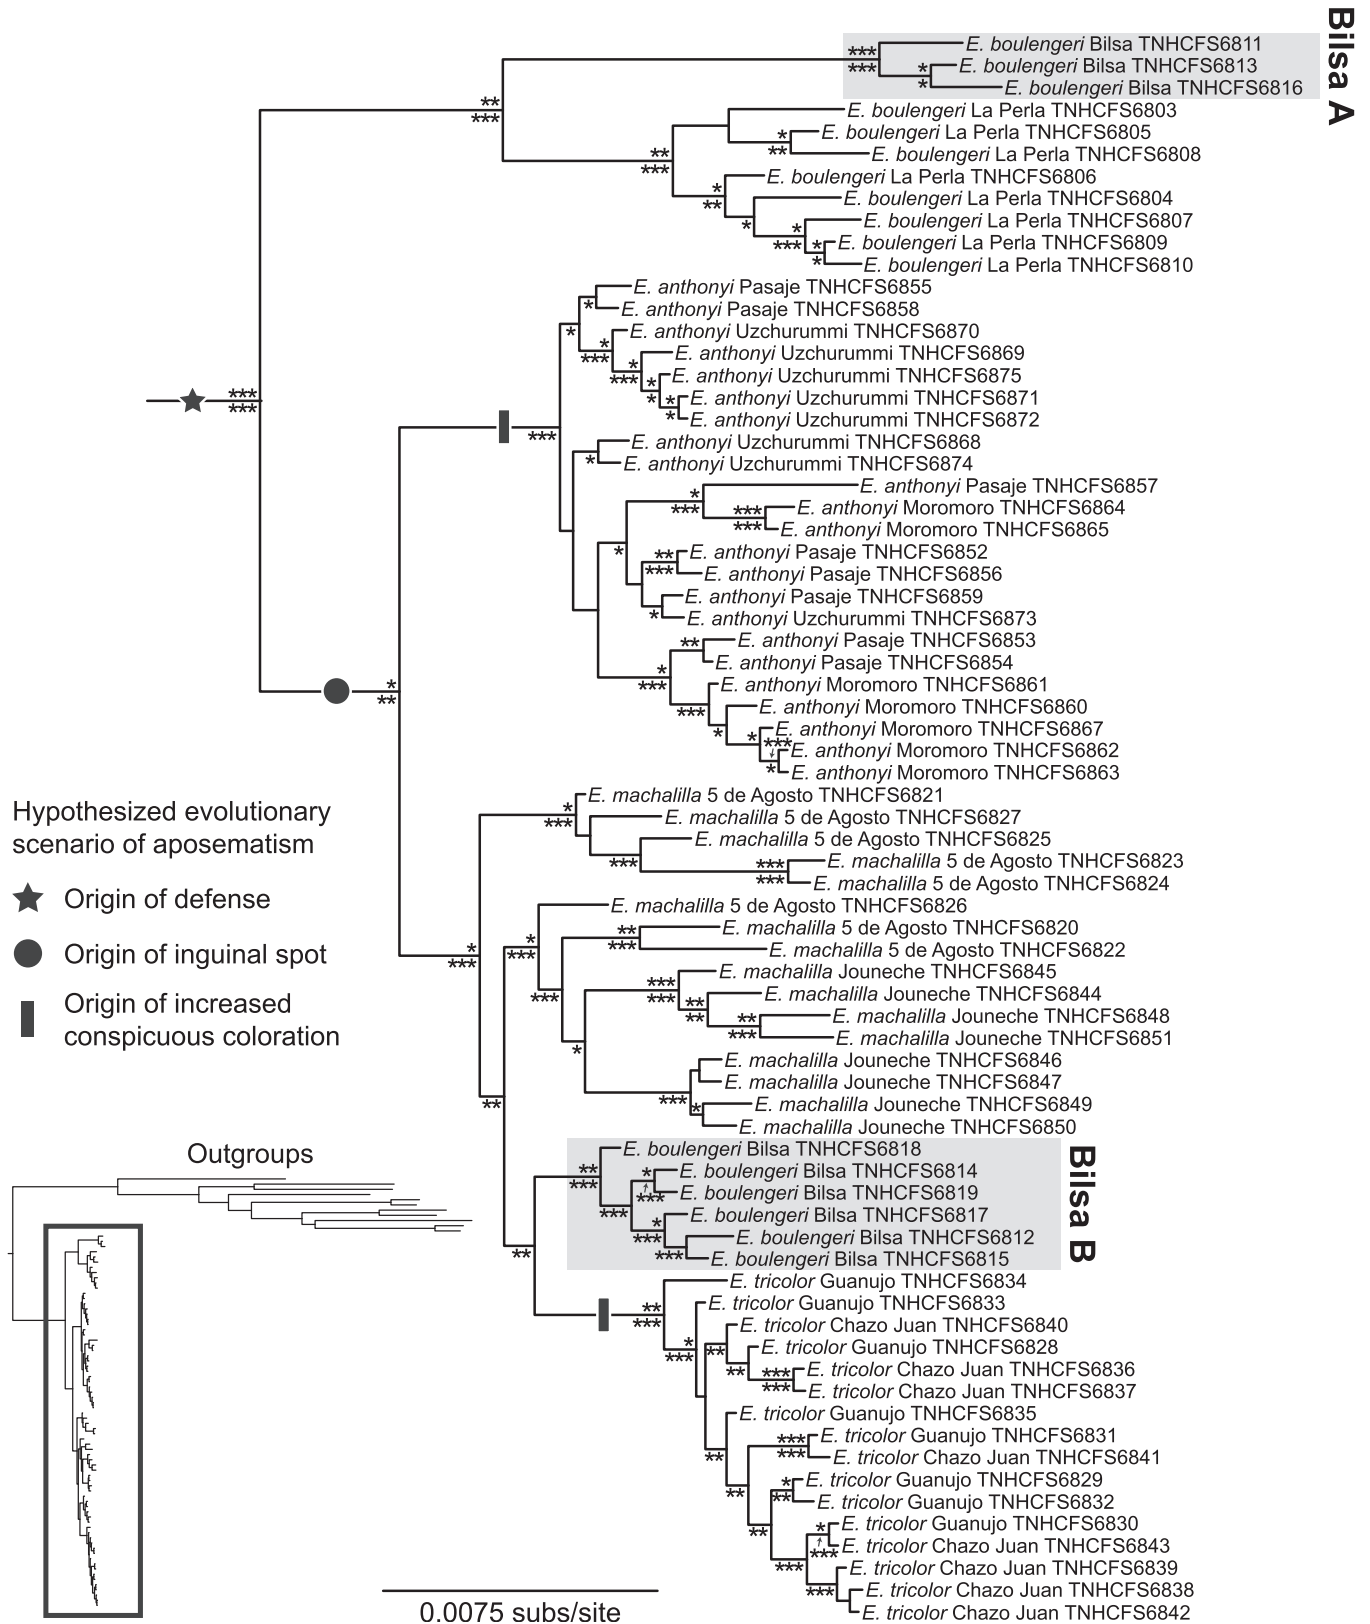 Bilsa A
E. boulengeri Bilsa TNHCFS6811
E. boulengeri Bilsa TNHCFS6813
E. boulengeri Bilsa TNHCFS6816
E. boulengeri La Perla TNHCFS6803
E. boulengeri La Perla TNHCFS6805
E. boulengeri La Perla TNHCFS6808
E. boulengeri La Perla TNHCFS6806
E. boulengeri La Perla TNHCFS6804
E. boulengeri La Perla TNHCFS6807
E. boulengeri La Perla TNHCFS6809
E. boulengeri La Perla TNHCFS6810
E. anthonyi Pasaje TNHCFS6855
E. anthonyi Pasaje TNHCFS6858
E. anthonyi Uzchurummi TNHCFS6870
E. anthonyi Uzchurummi TNHCFS6869
E. anthonyi Uzchurummi TNHCFS6875
E. anthonyi Uzchurummi TNHCFS6871
E. anthonyi Uzchurummi TNHCFS6872
E. anthonyi Uzchurummi TNHCFS6868
E. anthonyi Uzchurummi TNHCFS6874
E. anthonyi Pasaje TNHCFS6857
E. anthonyi Moromoro TNHCFS6864
E. anthonyi Moromoro TNHCFS6865
E. anthonyi Pasaje TNHCFS6852
E. anthonyi Pasaje TNHCFS6856
E. anthonyi Pasaje TNHCFS6859
E. anthonyi Uzchurummi TNHCFS6873
E. anthonyi Pasaje TNHCFS6853
E. anthonyi Pasaje TNHCFS6854
E. anthonyi Moromoro TNHCFS6861
E. anthonyi Moromoro TNHCFS6860
E. anthonyi Moromoro TNHCFS6867
E. anthonyi Moromoro TNHCFS6862
E. anthonyi Moromoro TNHCFS6863
E. machalilla 5 de Agosto TNHCFS6821
E. machalilla 5 de Agosto TNHCFS6827
E. machalilla 5 de Agosto TNHCFS6825
E. machalilla 5 de Agosto TNHCFS6823
E. machalilla 5 de Agosto TNHCFS6824
E. machalilla 5 de Agosto TNHCFS6826
E. machalilla 5 de Agosto TNHCFS6820
E. machalilla 5 de Agosto TNHCFS6822
E. machalilla Jouneche TNHCFS6845
E. machalilla Jouneche TNHCFS6844
E. machalilla Jouneche TNHCFS6848
E. machalilla Jouneche TNHCFS6851
E. machalilla Jouneche TNHCFS6846
E. machalilla Jouneche TNHCFS6847
E. machalilla Jouneche TNHCFS6849
E. machalilla Jouneche TNHCFS6850
Bilsa B
E. boulengeri Bilsa TNHCFS6818
E. boulengeri Bilsa TNHCFS6814
E. boulengeri Bilsa TNHCFS6819
E. boulengeri Bilsa TNHCFS6817
E. boulengeri Bilsa TNHCFS6812
E. boulengeri Bilsa TNHCFS6815
E. tricolor Guanujo TNHCFS6834
E. tricolor Guanujo TNHCFS6833
E. tricolor Chazo Juan TNHCFS6840
E. tricolor Guanujo TNHCFS6828
E. tricolor Chazo Juan TNHCFS6836
E. tricolor Chazo Juan TNHCFS6837
E. tricolor Guanujo TNHCFS6835
E. tricolor Guanujo TNHCFS6831
E. tricolor Chazo Juan TNHCFS6841
E. tricolor Guanujo TNHCFS6829
E. tricolor Guanujo TNHCFS6832
E. tricolor Guanujo TNHCFS6830
E. tricolor Chazo Juan TNHCFS6843
E. tricolor Chazo Juan TNHCFS6839
E. tricolor Chazo Juan TNHCFS6838
E. tricolor Chazo Juan TNHCFS6842
Hypothesized evolutionary
scenario of aposematism
Origin of defense
Origin of inguinal spot
Origin of increased
conspicuous coloration
Outgroups
0.0075 subs/site